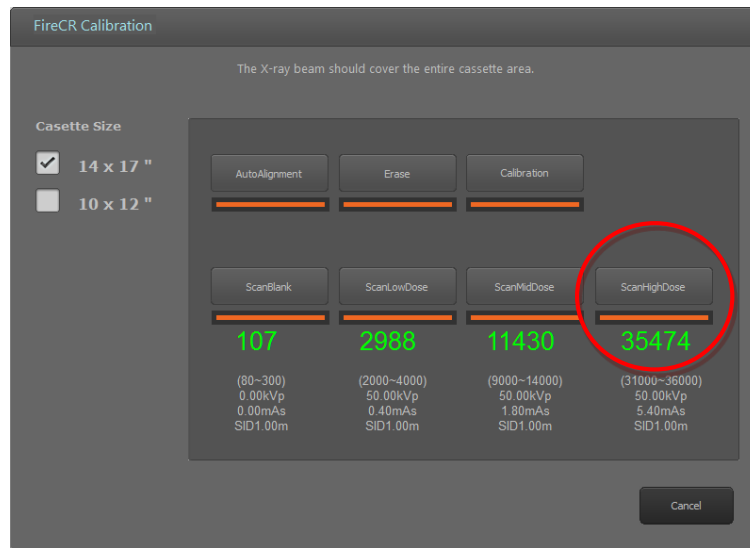 FireCR Calibration
The X-ray beam should cover the entire cassette area.
Casette Size
14 x 17 "
10 x 12 "
AutoAlignment Erase Calibration
ScanBlank ScanLowDose ScanMidDose ScanHighDose
107 2988 11430 35474
(80~300) (2000~4000) (9000~14000) (31000~36000)
0.00kVp 50.00kVp 50.00kVp 50.00kVp
0.00mAs 0.40mAs 1.80mAs 5.40mAs
SID1.00m SID1.00m SID1.00m SID1.00m
Cancel